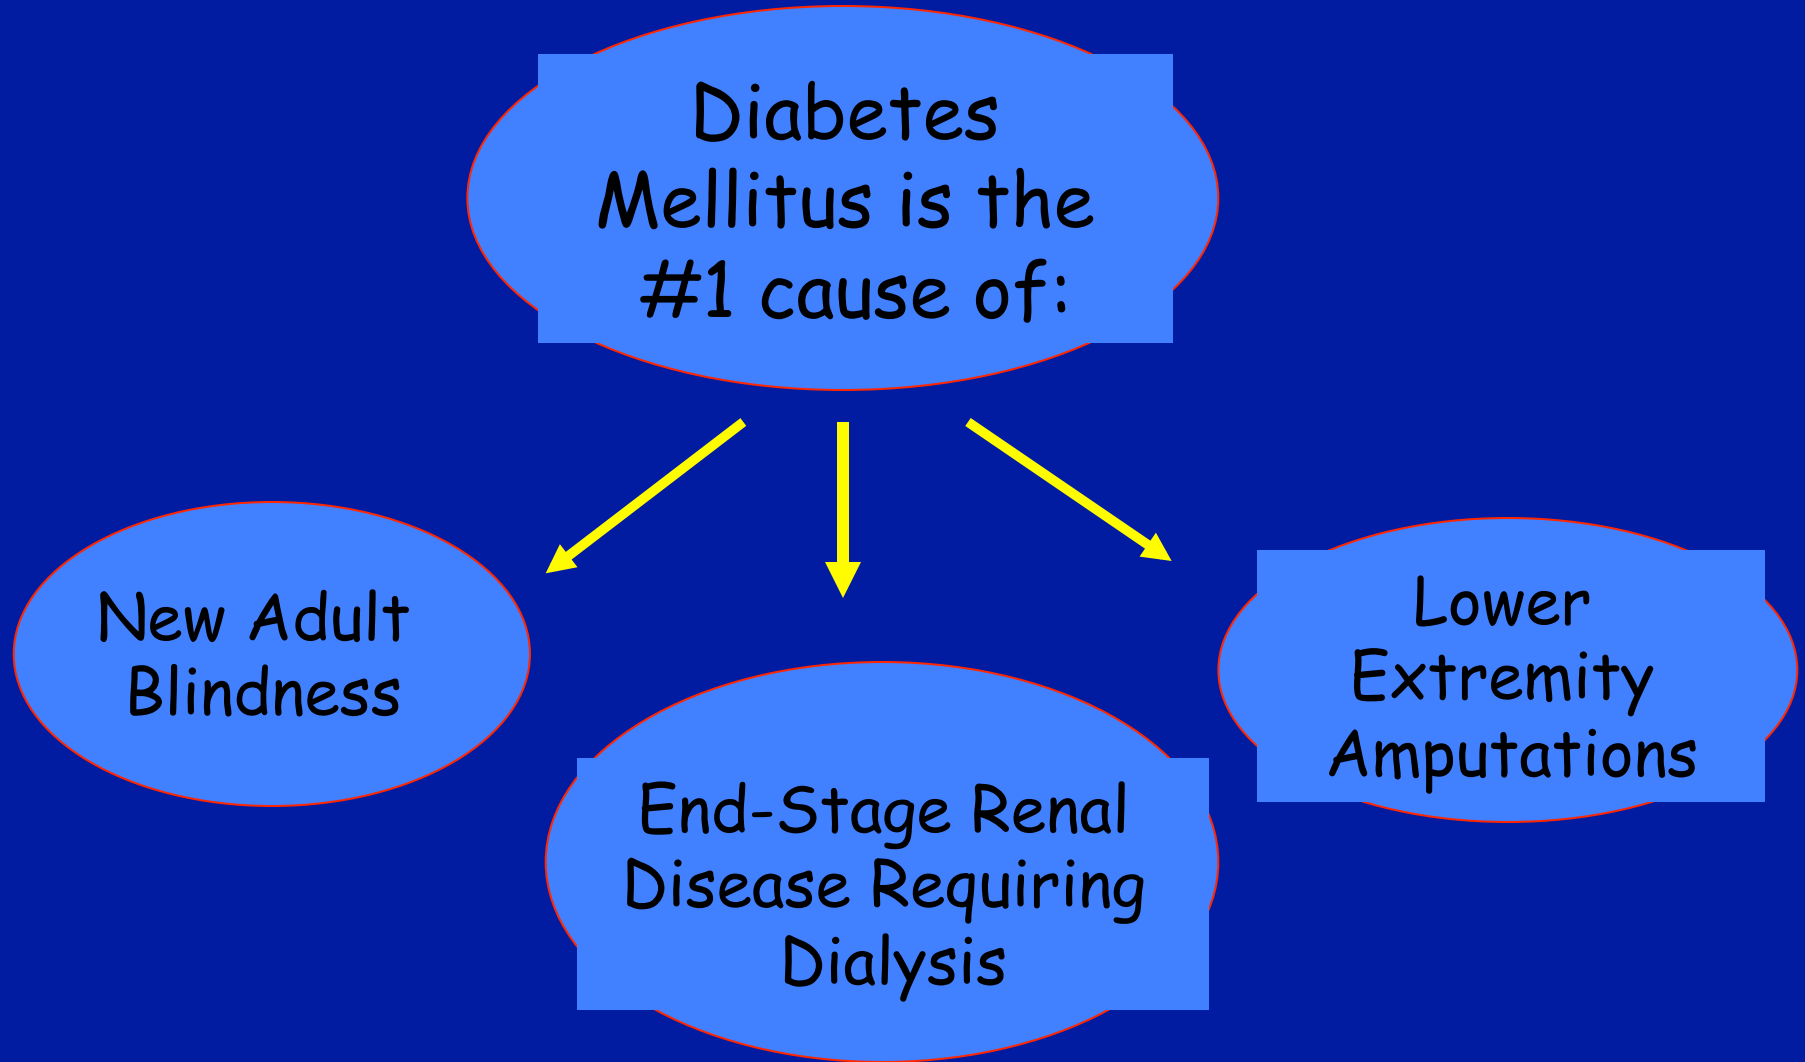 Diabetes
Mellitus is the
#1 cause of:
New Adult
Blindness
End-Stage Renal
Disease Requiring
Dialysis
Lower
Extremity
Amputations